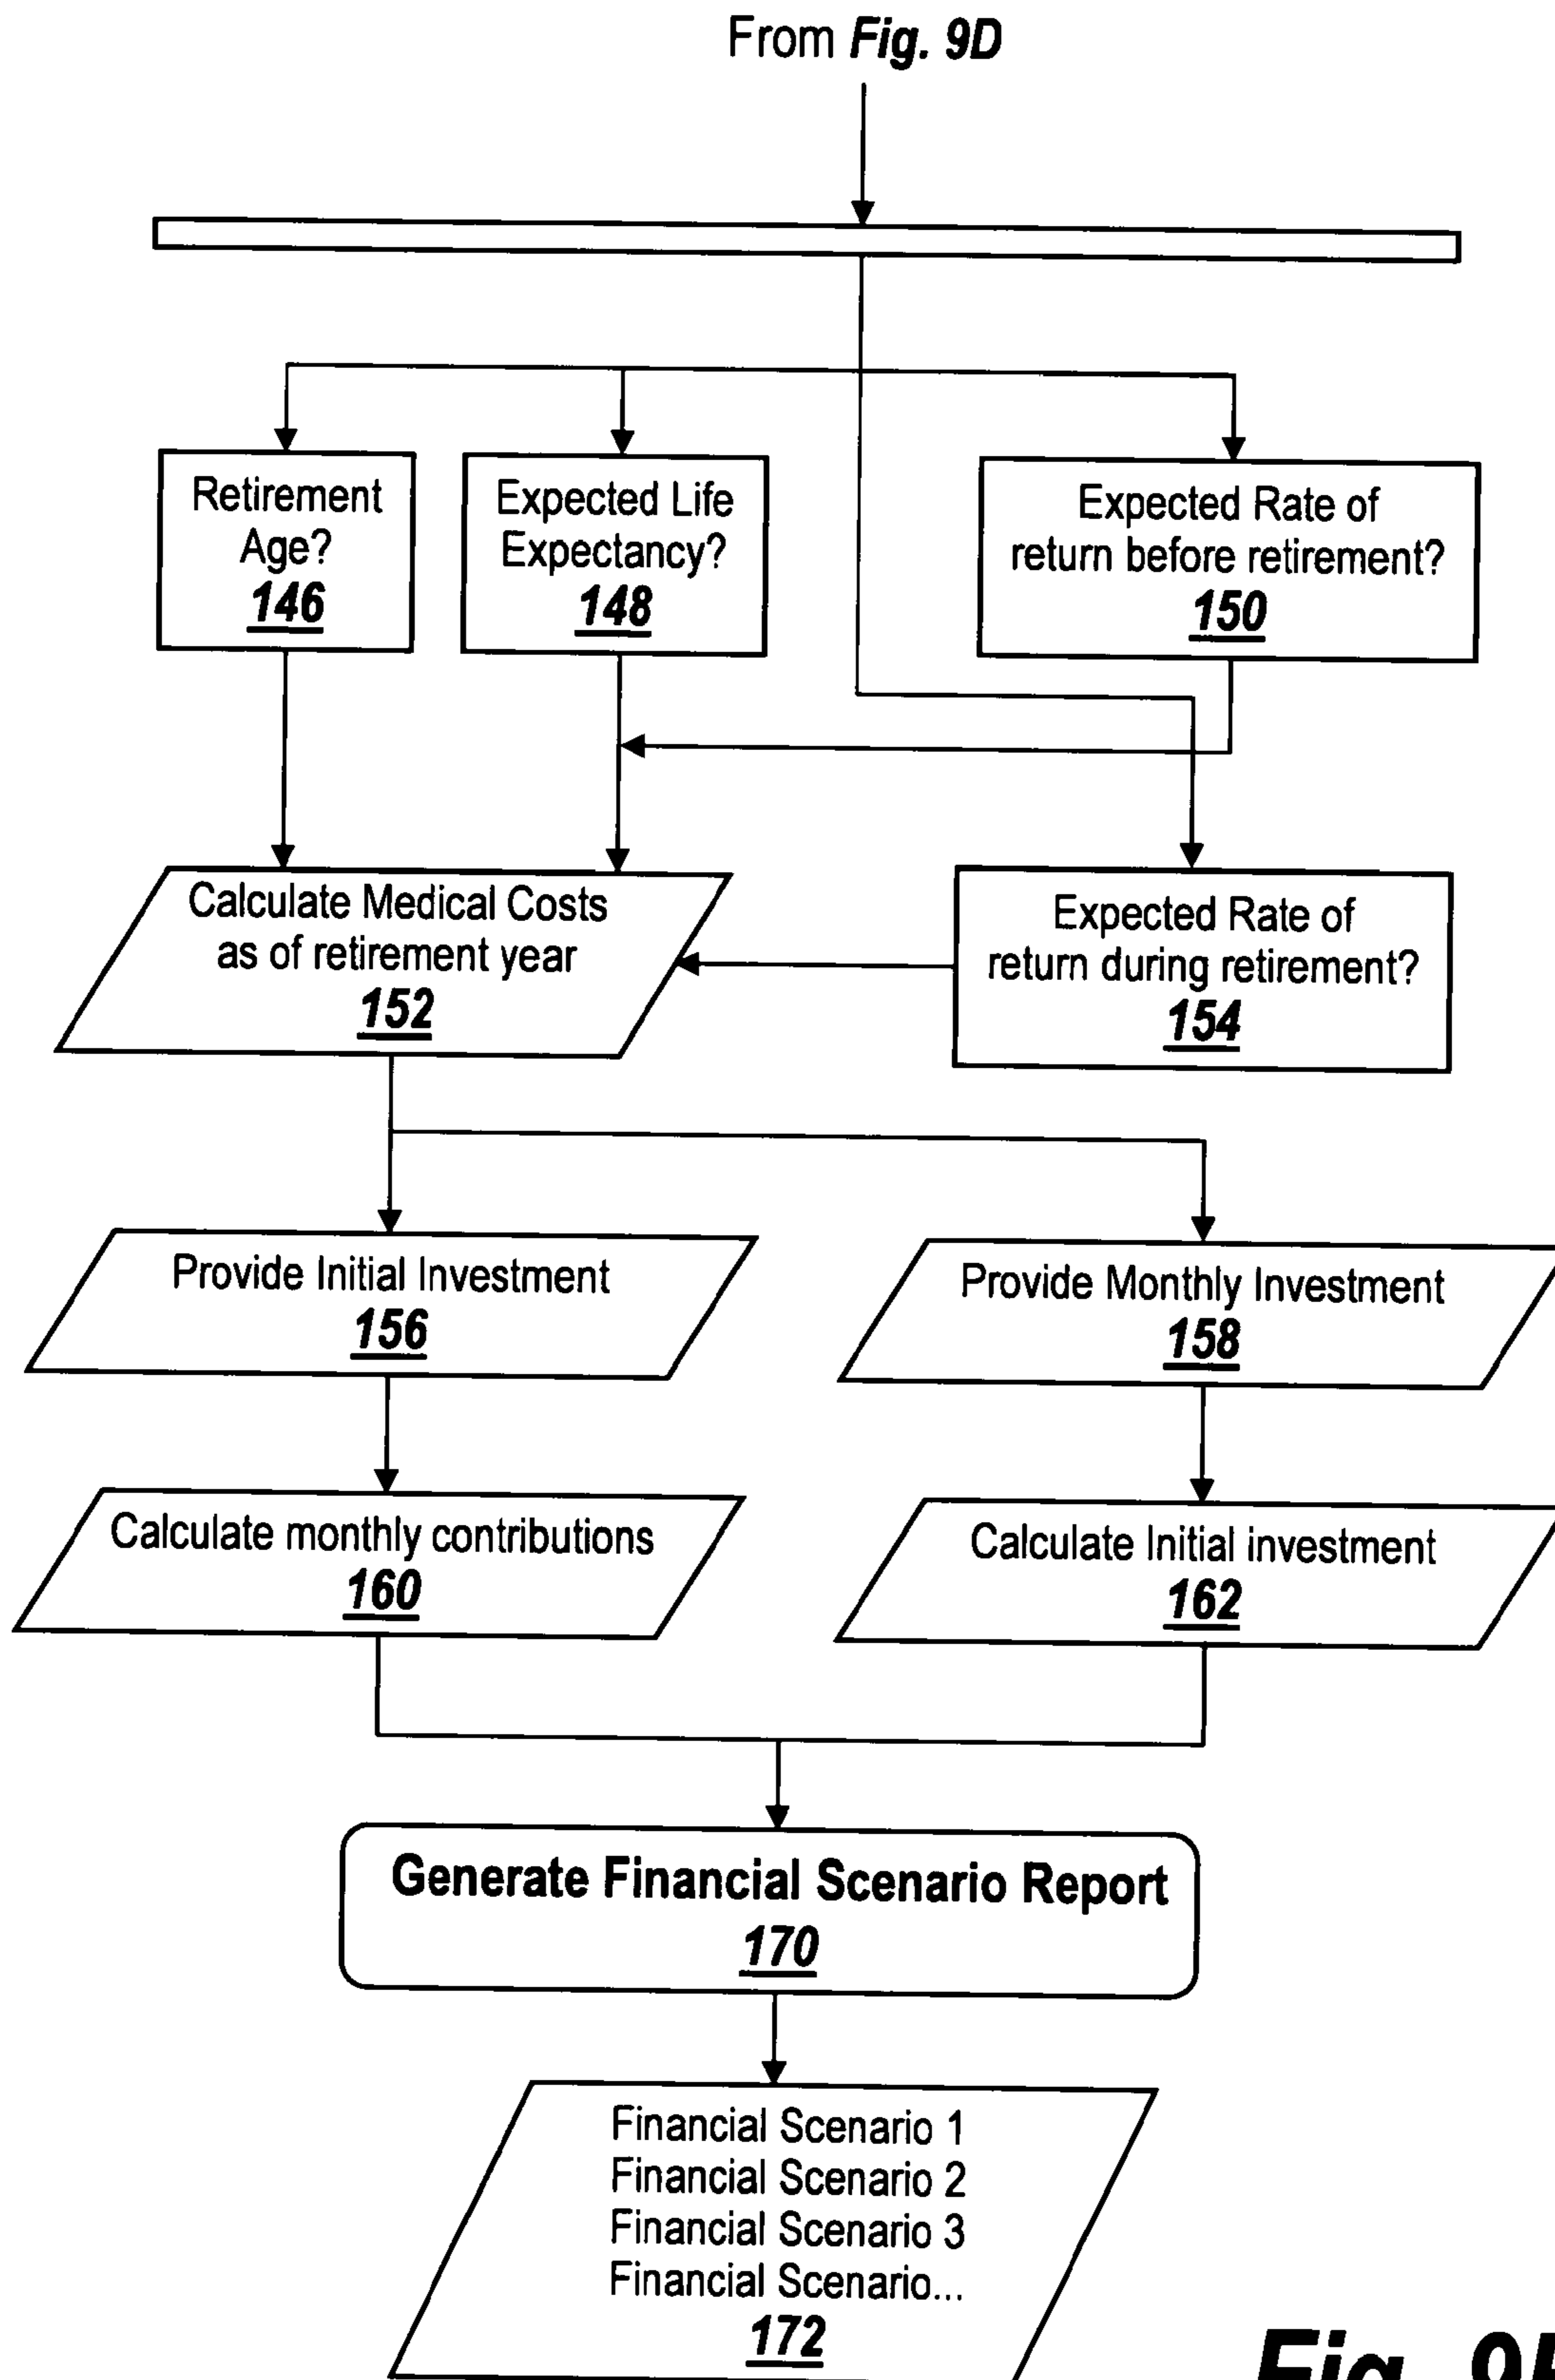 From Fig. 9D
Retirement
Age?
146
Expected Life
Expectancy?
148
Expected Rate of
return before retirement?
150
Calculate Medical Costs
as of retirement year
152
Expected Rate of
return during retirement?
154
Provide Initial Investment
156
Provide Monthly Investment
158
Calculate monthly contributions
160
Calculate Initial investment
162
Generate Financial Scenario Report
170
Financial Scenario 1
Financial Scenario 2
Financial Scenario 3
Financial Scenario...
172
Fig.